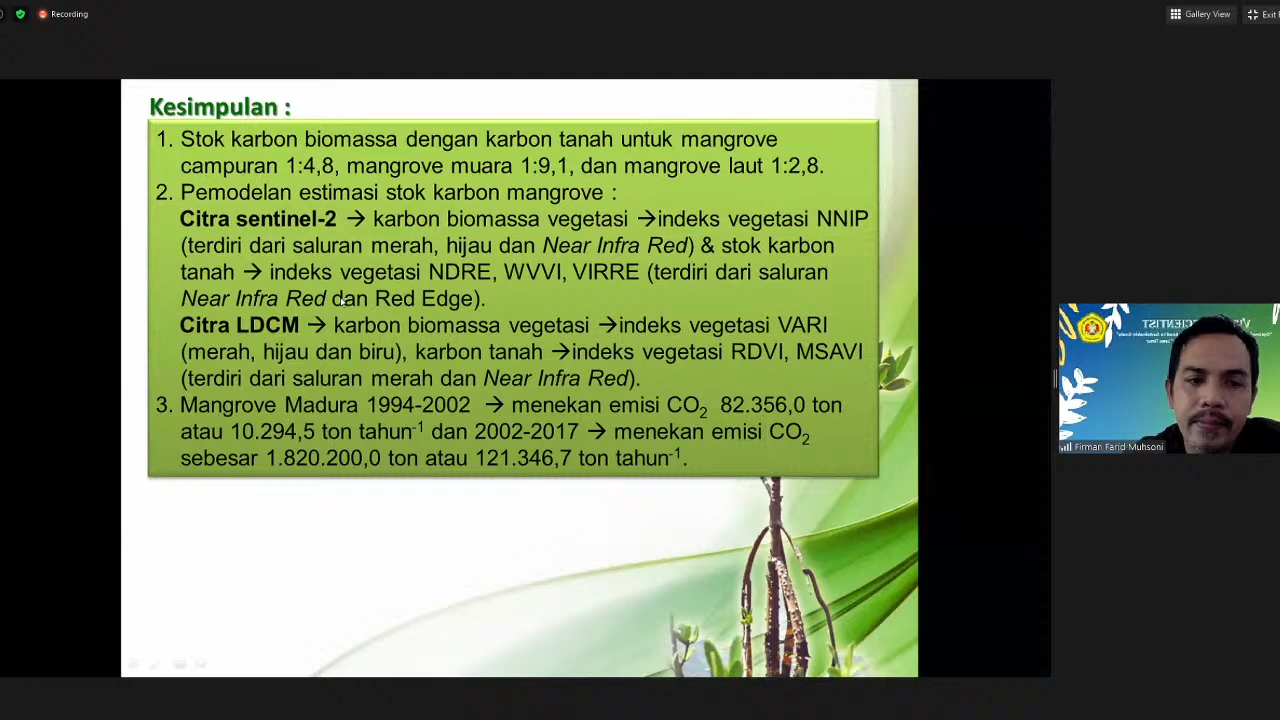 Recording
Gallery View
Exit
Kesimpulan :
1. Stok karbon biomassa dengan karbon tanah untuk mangrove
campuran 1:4,8, mangrove muara 1:9,1, dan mangrove laut 1:2,8.
2. Pemodelan estimasi stok karbon mangrove :
Citra sentinel-2 → karbon biomassa vegetasi →indeks vegetasi NNIP
(terdiri dari saluran merah, hijau dan Near Infra Red) & stok karbon
tanah → indeks vegetasi NDRE, WVVI, VIRRE (terdiri dari saluran
Near Infra Red dan Red Edge).
Citra LDCM → karbon biomassa vegetasi →indeks vegetasi VARI
(merah, hijau dan biru), karbon tanah →indeks vegetasi RDVI, MSAVI
(terdiri dari saluran merah dan Near Infra Red).
3. Mangrove Madura 1994-2002 → menekan emisi CO₂ 82.356,0 ton
atau 10.294,5 ton tahun⁻¹ dan 2002-2017 → menekan emisi CO₂
sebesar 1.820.200,0 ton atau 121.346,7 ton tahun⁻¹.
Firman Farid Muhsoni